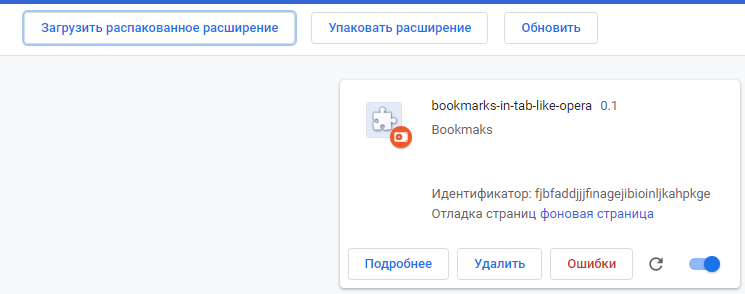 Загрузить распакованное расширение Упаковать расширение Обновить
bookmarks-in-tab-like-opera 0.1
Bookmaks
Идентификатор: fjbfaddjjjfinagejibioinljkahpkge
Отладка страниц фоновая страница
Подробнее Удалить Ошибки